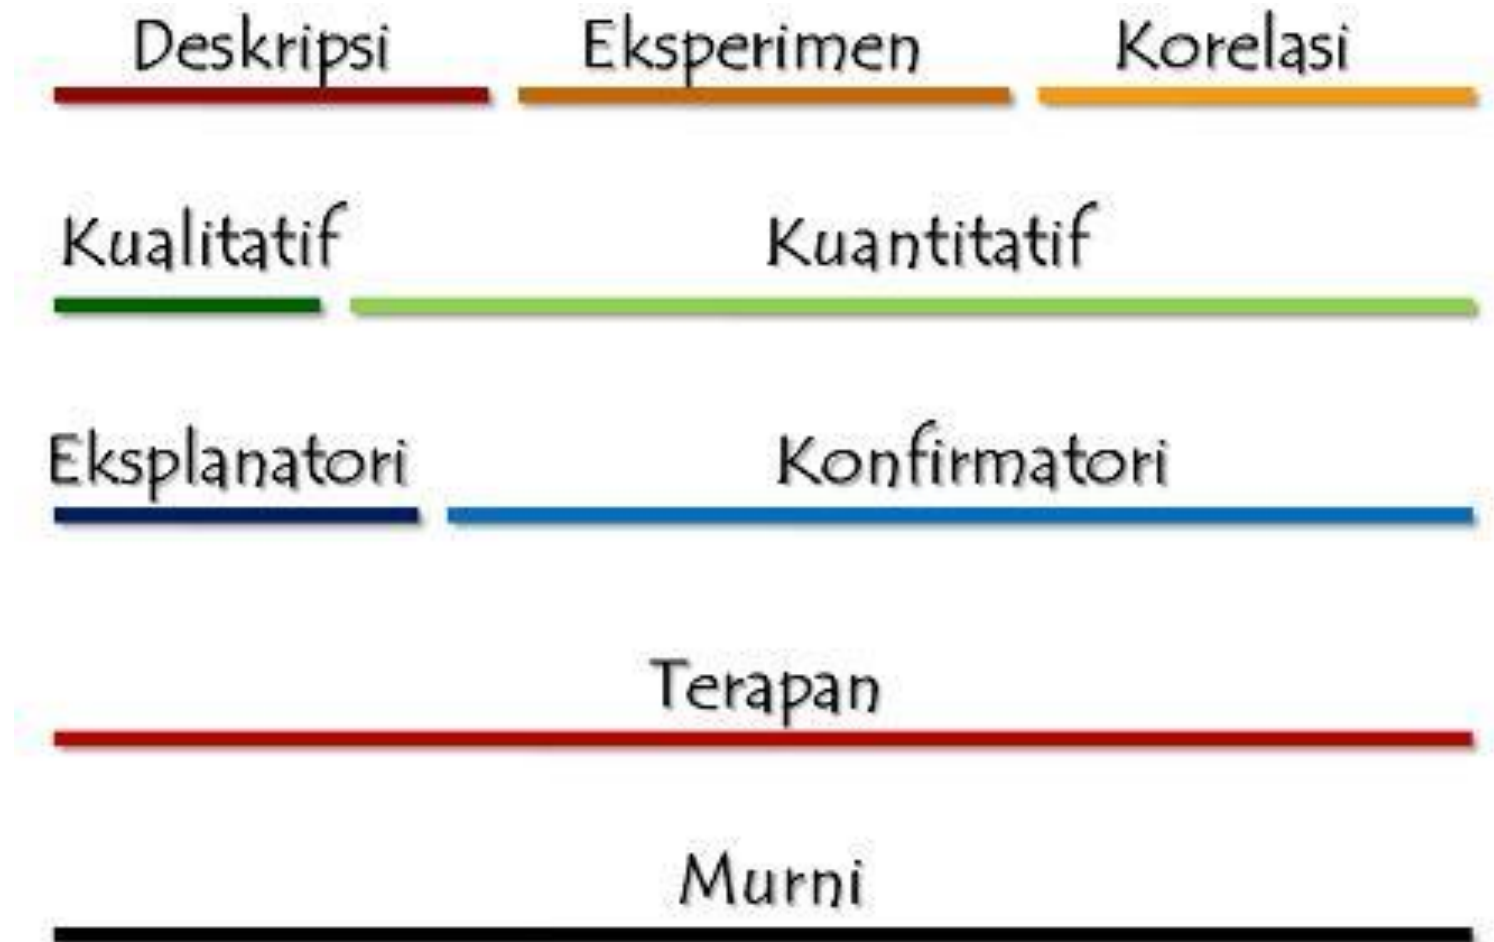 Deskripsi Eksperimen Korelasi
Kualitatif Kuantitatif
Eksplanatori Konfirmatori
Terapan
Murni